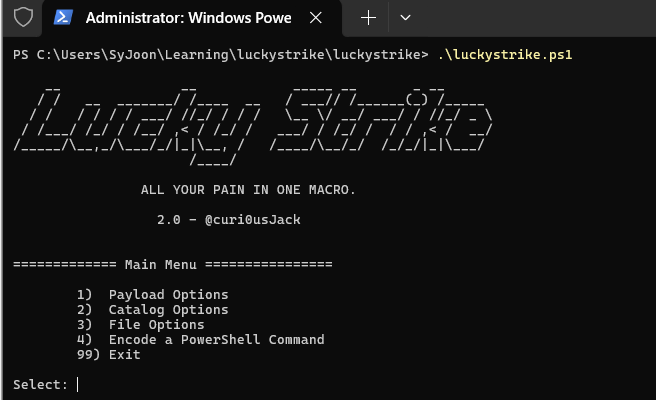 Administrator: Windows Powe
PS C:\Users\SyJoon\Learning\luckystrike\luckystrike> .\luckystrike.ps1
Lucky Strike
ALL YOUR PAIN IN ONE MACRO.
2.0 - @curi0usJack
============= Main Menu ================
1)  Payload Options
2)  Catalog Options
3)  File Options
4)  Encode a PowerShell Command
99) Exit
Select: